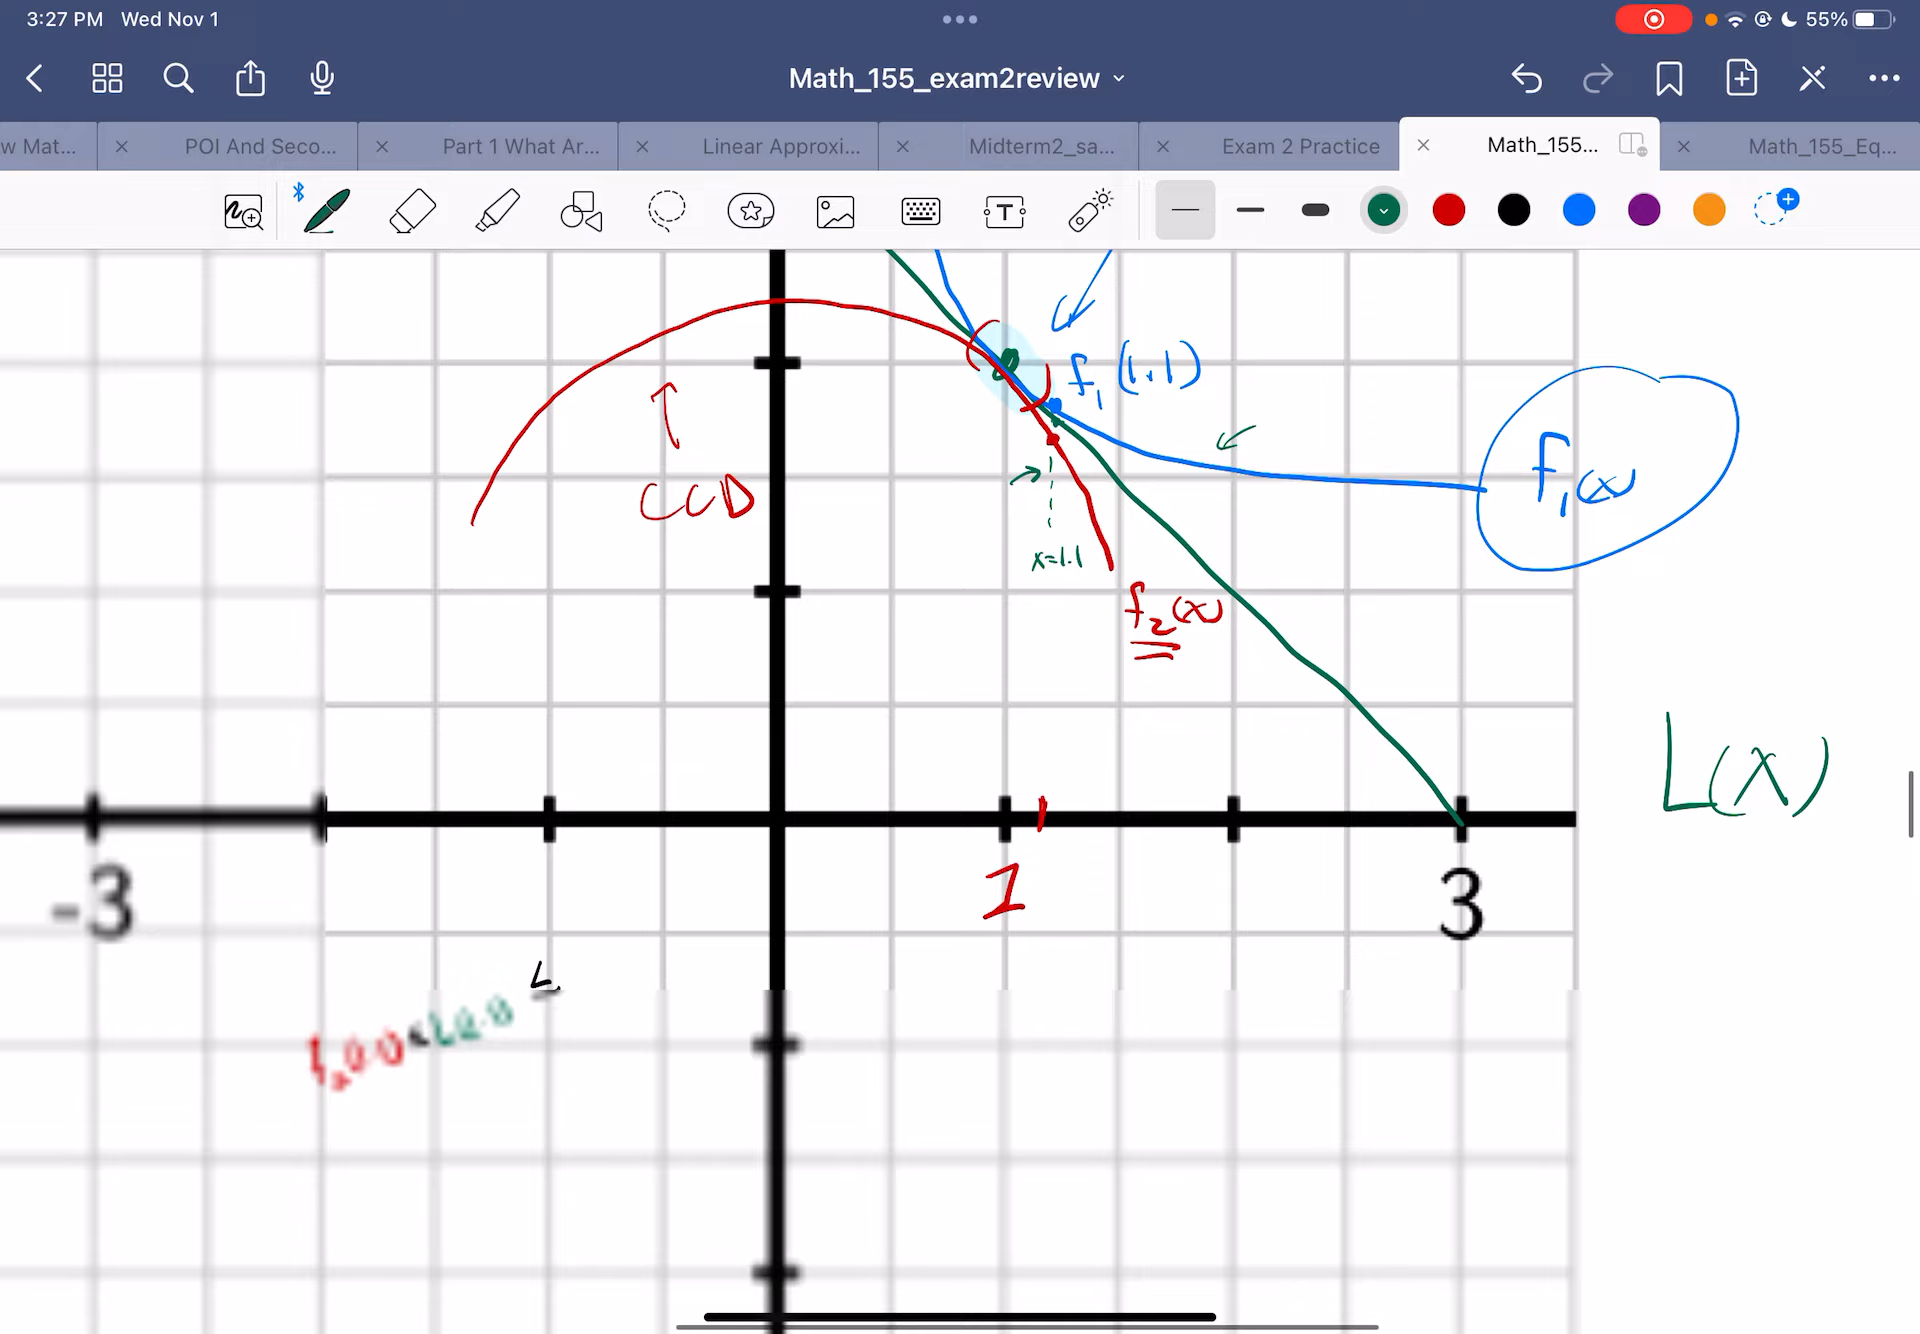 3:27 PM Wed Nov 1
55%
Math_155_exam2review
w Mat...
POI And Seco...
Part 1 What Ar...
Linear Approxi...
Midterm2_sa...
Exam 2 Practice
Math_155...
Math_155_Eq...
T
f₁(1.1)
f₁(x)
CCD
x=1.1
f₂(x)
L(x)
1
-3
3